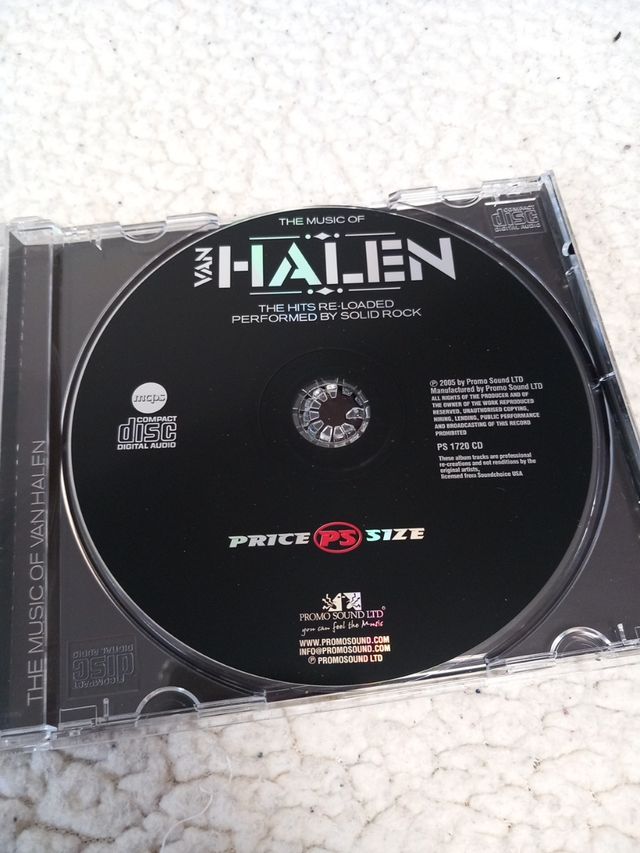 THE MUSIC OF
VAN HALEN
THE HITS RE-LOADED
PERFORMED BY SOLID ROCK
COMPACT
disc
DIGITAL AUDIO
mcps
COMPACT
disc
DIGITAL AUDIO
℗ 2005 by Promo Sound LTD
Manufactured by Promo Sound LTD
ALL RIGHTS OF THE PRODUCER AND OF
THE OWNER OF THE WORK REPRODUCED
RESERVED, UNAUTHORISED COPYING,
HIRING, LENDING, PUBLIC PERFORMANCE
AND BROADCASTING OF THIS RECORD
PROHIBITED
PS 1720 CD
These album tracks are professional
re-creations and not renditions by the
original artists,
licensed from Soundchoice USA
PRICE PS SIZE
PROMO SOUND LTD®
you can feel the Music
WWW.PROMOSOUND.COM
INFO@PROMOSOUND.COM
℗ PROMOSOUND LTD
THE MUSIC OF VAN HALEN
COMPACT
disc
DIGITAL AUDIO